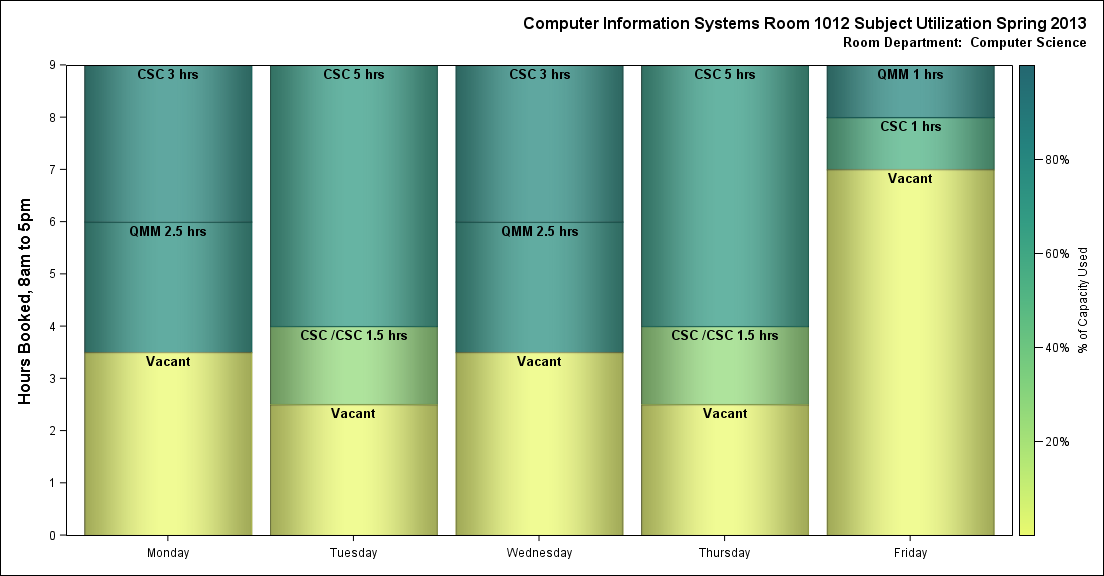 Computer Information Systems Room 1012 Subject Utilization Spring 2013
Room Department:  Computer Science
Hours Booked, 8am to 5pm
9
8
7
6
5
4
3
2
1
0
CSC 3 hrs
QMM 2.5 hrs
Vacant
CSC 5 hrs
CSC /CSC 1.5 hrs
Vacant
CSC 3 hrs
QMM 2.5 hrs
Vacant
CSC 5 hrs
CSC /CSC 1.5 hrs
Vacant
QMM 1 hrs
CSC 1 hrs
Vacant
Monday
Tuesday
Wednesday
Thursday
Friday
80%
60%
40%
20%
% of Capacity Used